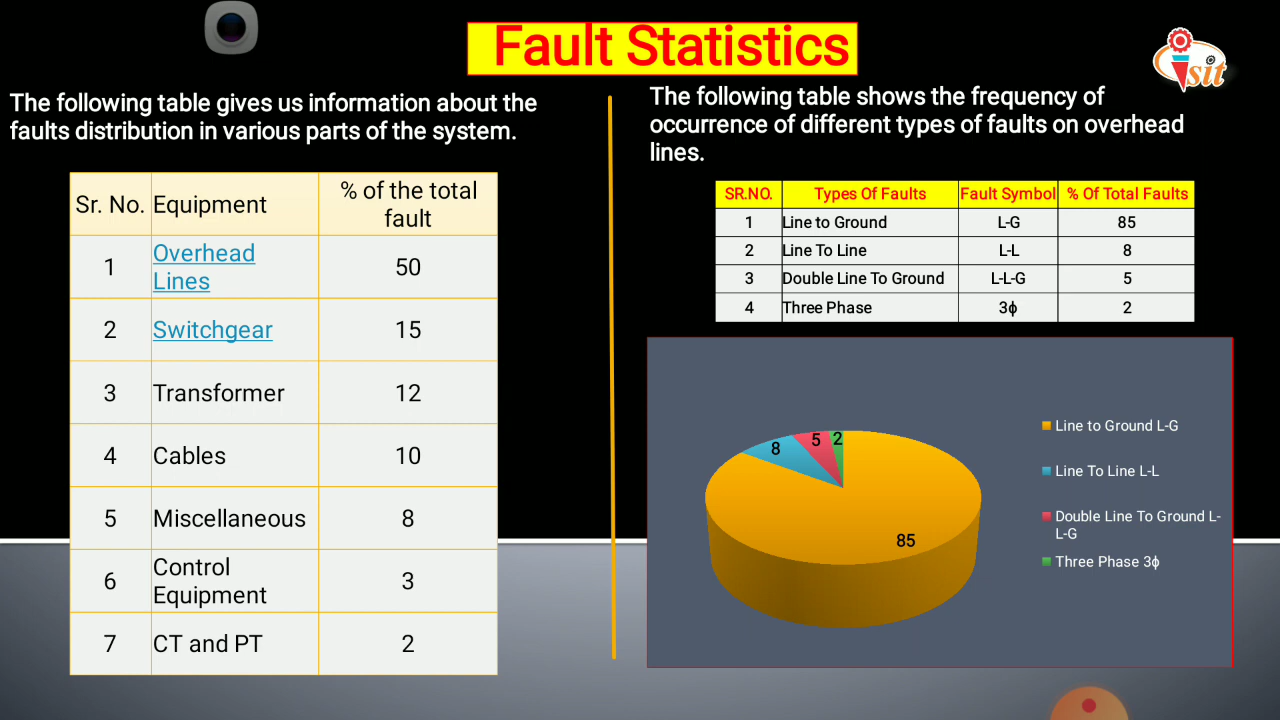 Fault Statistics
sit
The following table gives us information about the
faults distribution in various parts of the system.
Sr. No. Equipment % of the total
fault
1 Overhead
Lines 50
2 Switchgear 15
3 Transformer 12
4 Cables 10
5 Miscellaneous 8
6 Control
Equipment 3
7 CT and PT 2
The following table shows the frequency of
occurrence of different types of faults on overhead
lines.
SR.NO. Types Of Faults Fault Symbol % Of Total Faults
1 Line to Ground L-G 85
2 Line To Line L-L 8
3 Double Line To Ground L-L-G 5
4 Three Phase 3ϕ 2
8 5 2
85
Line to Ground L-G
Line To Line L-L
Double Line To Ground L-
L-G
Three Phase 3ϕ